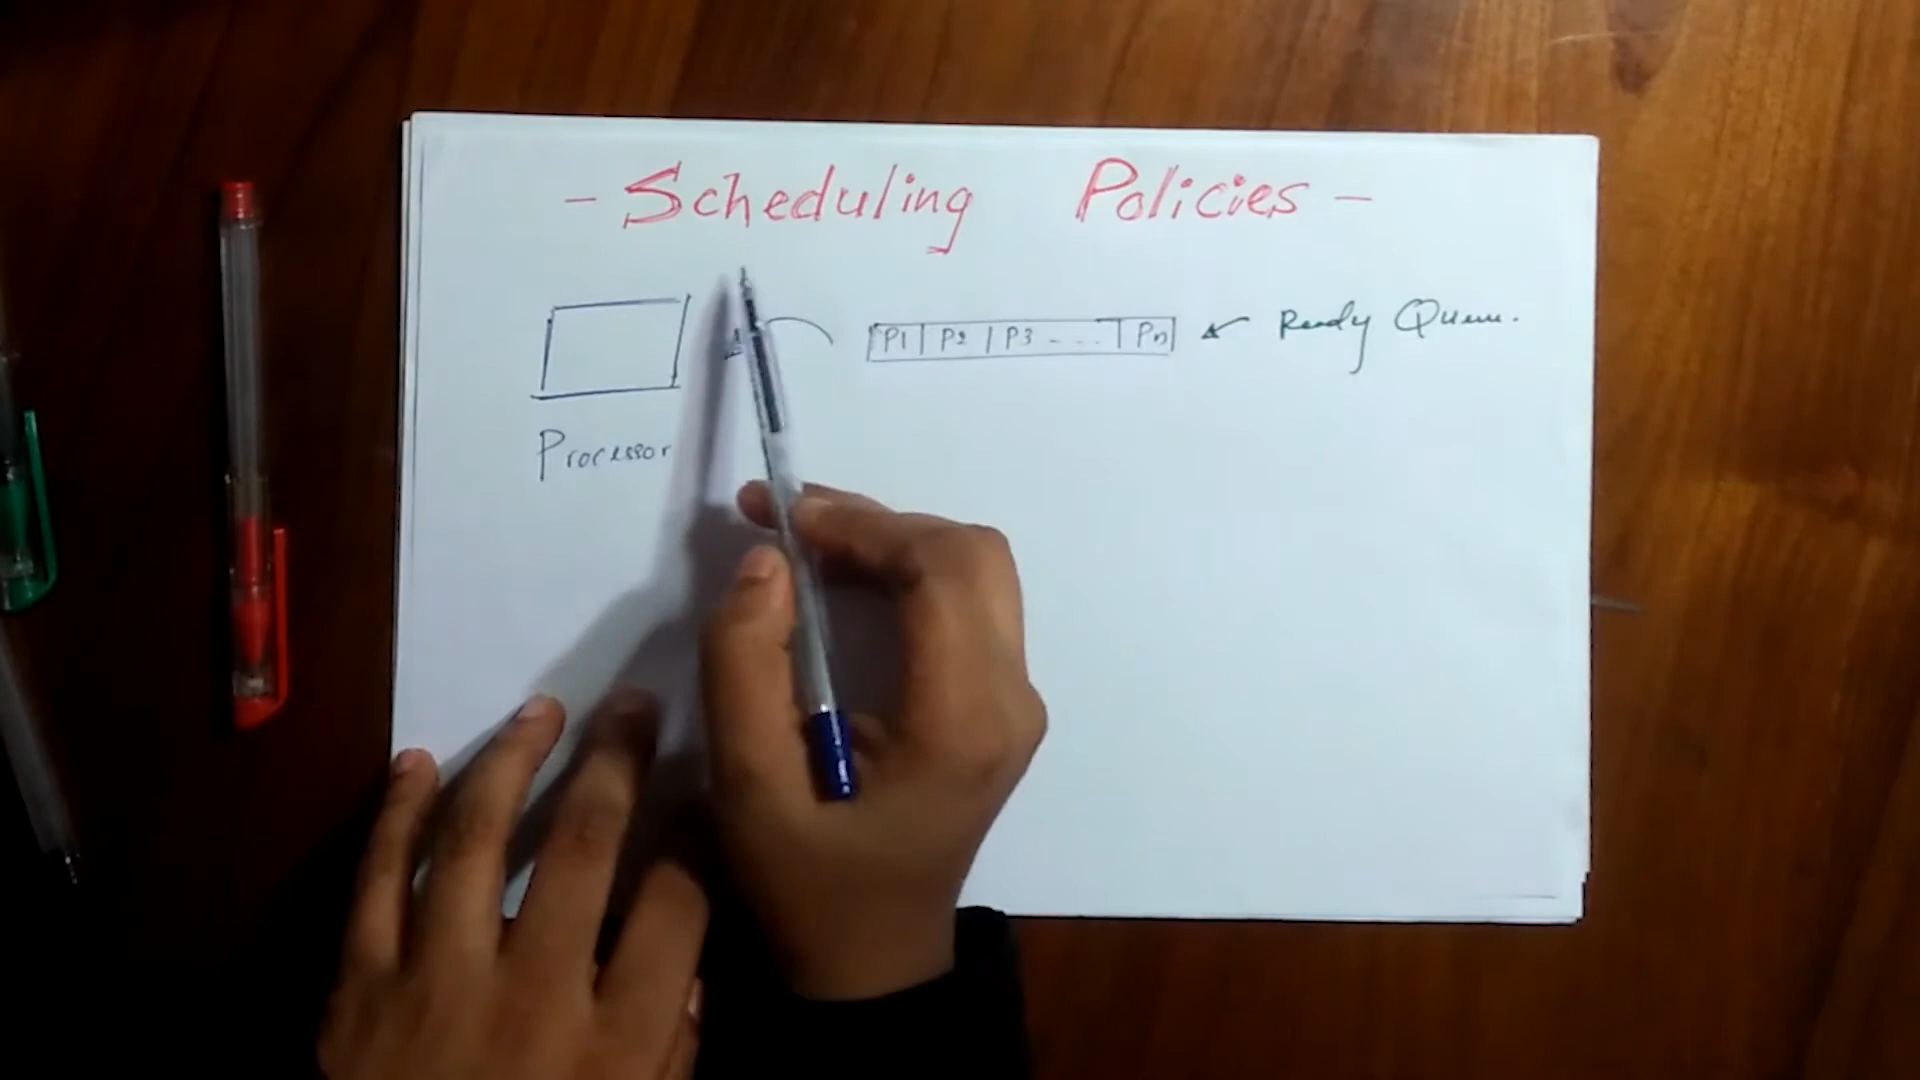 - Scheduling Policies -
P1 P2 P3 - ... Pn
Ready Queue.
Processor